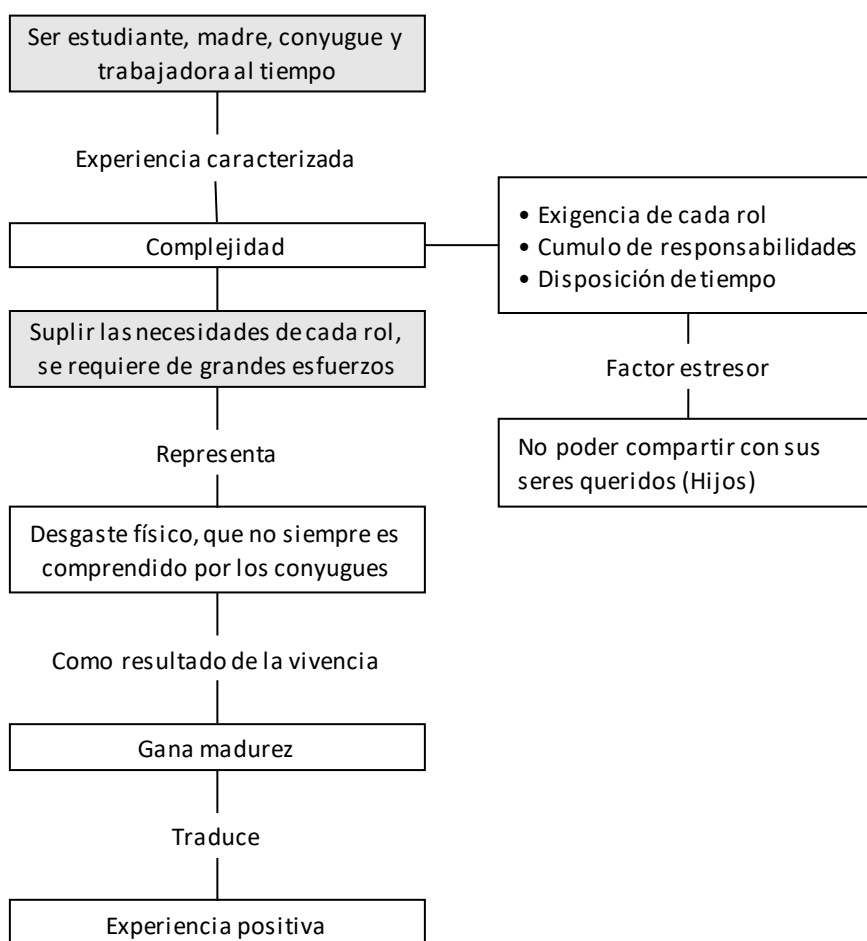 Ser estudiante, madre, conyugue y
trabajadora al tiempo
Experiencia caracterizada
Complejidad
• Exigencia de cada rol
• Cumulo de responsabilidades
• Disposición de tiempo
Factor estresor
No poder compartir con sus
seres queridos (Hijos)
Suplir las necesidades de cada rol,
se requiere de grandes esfuerzos
Representa
Desgaste físico, que no siempre es
comprendido por los conyugues
Como resultado de la vivencia
Gana madurez
Traduce
Experiencia positiva